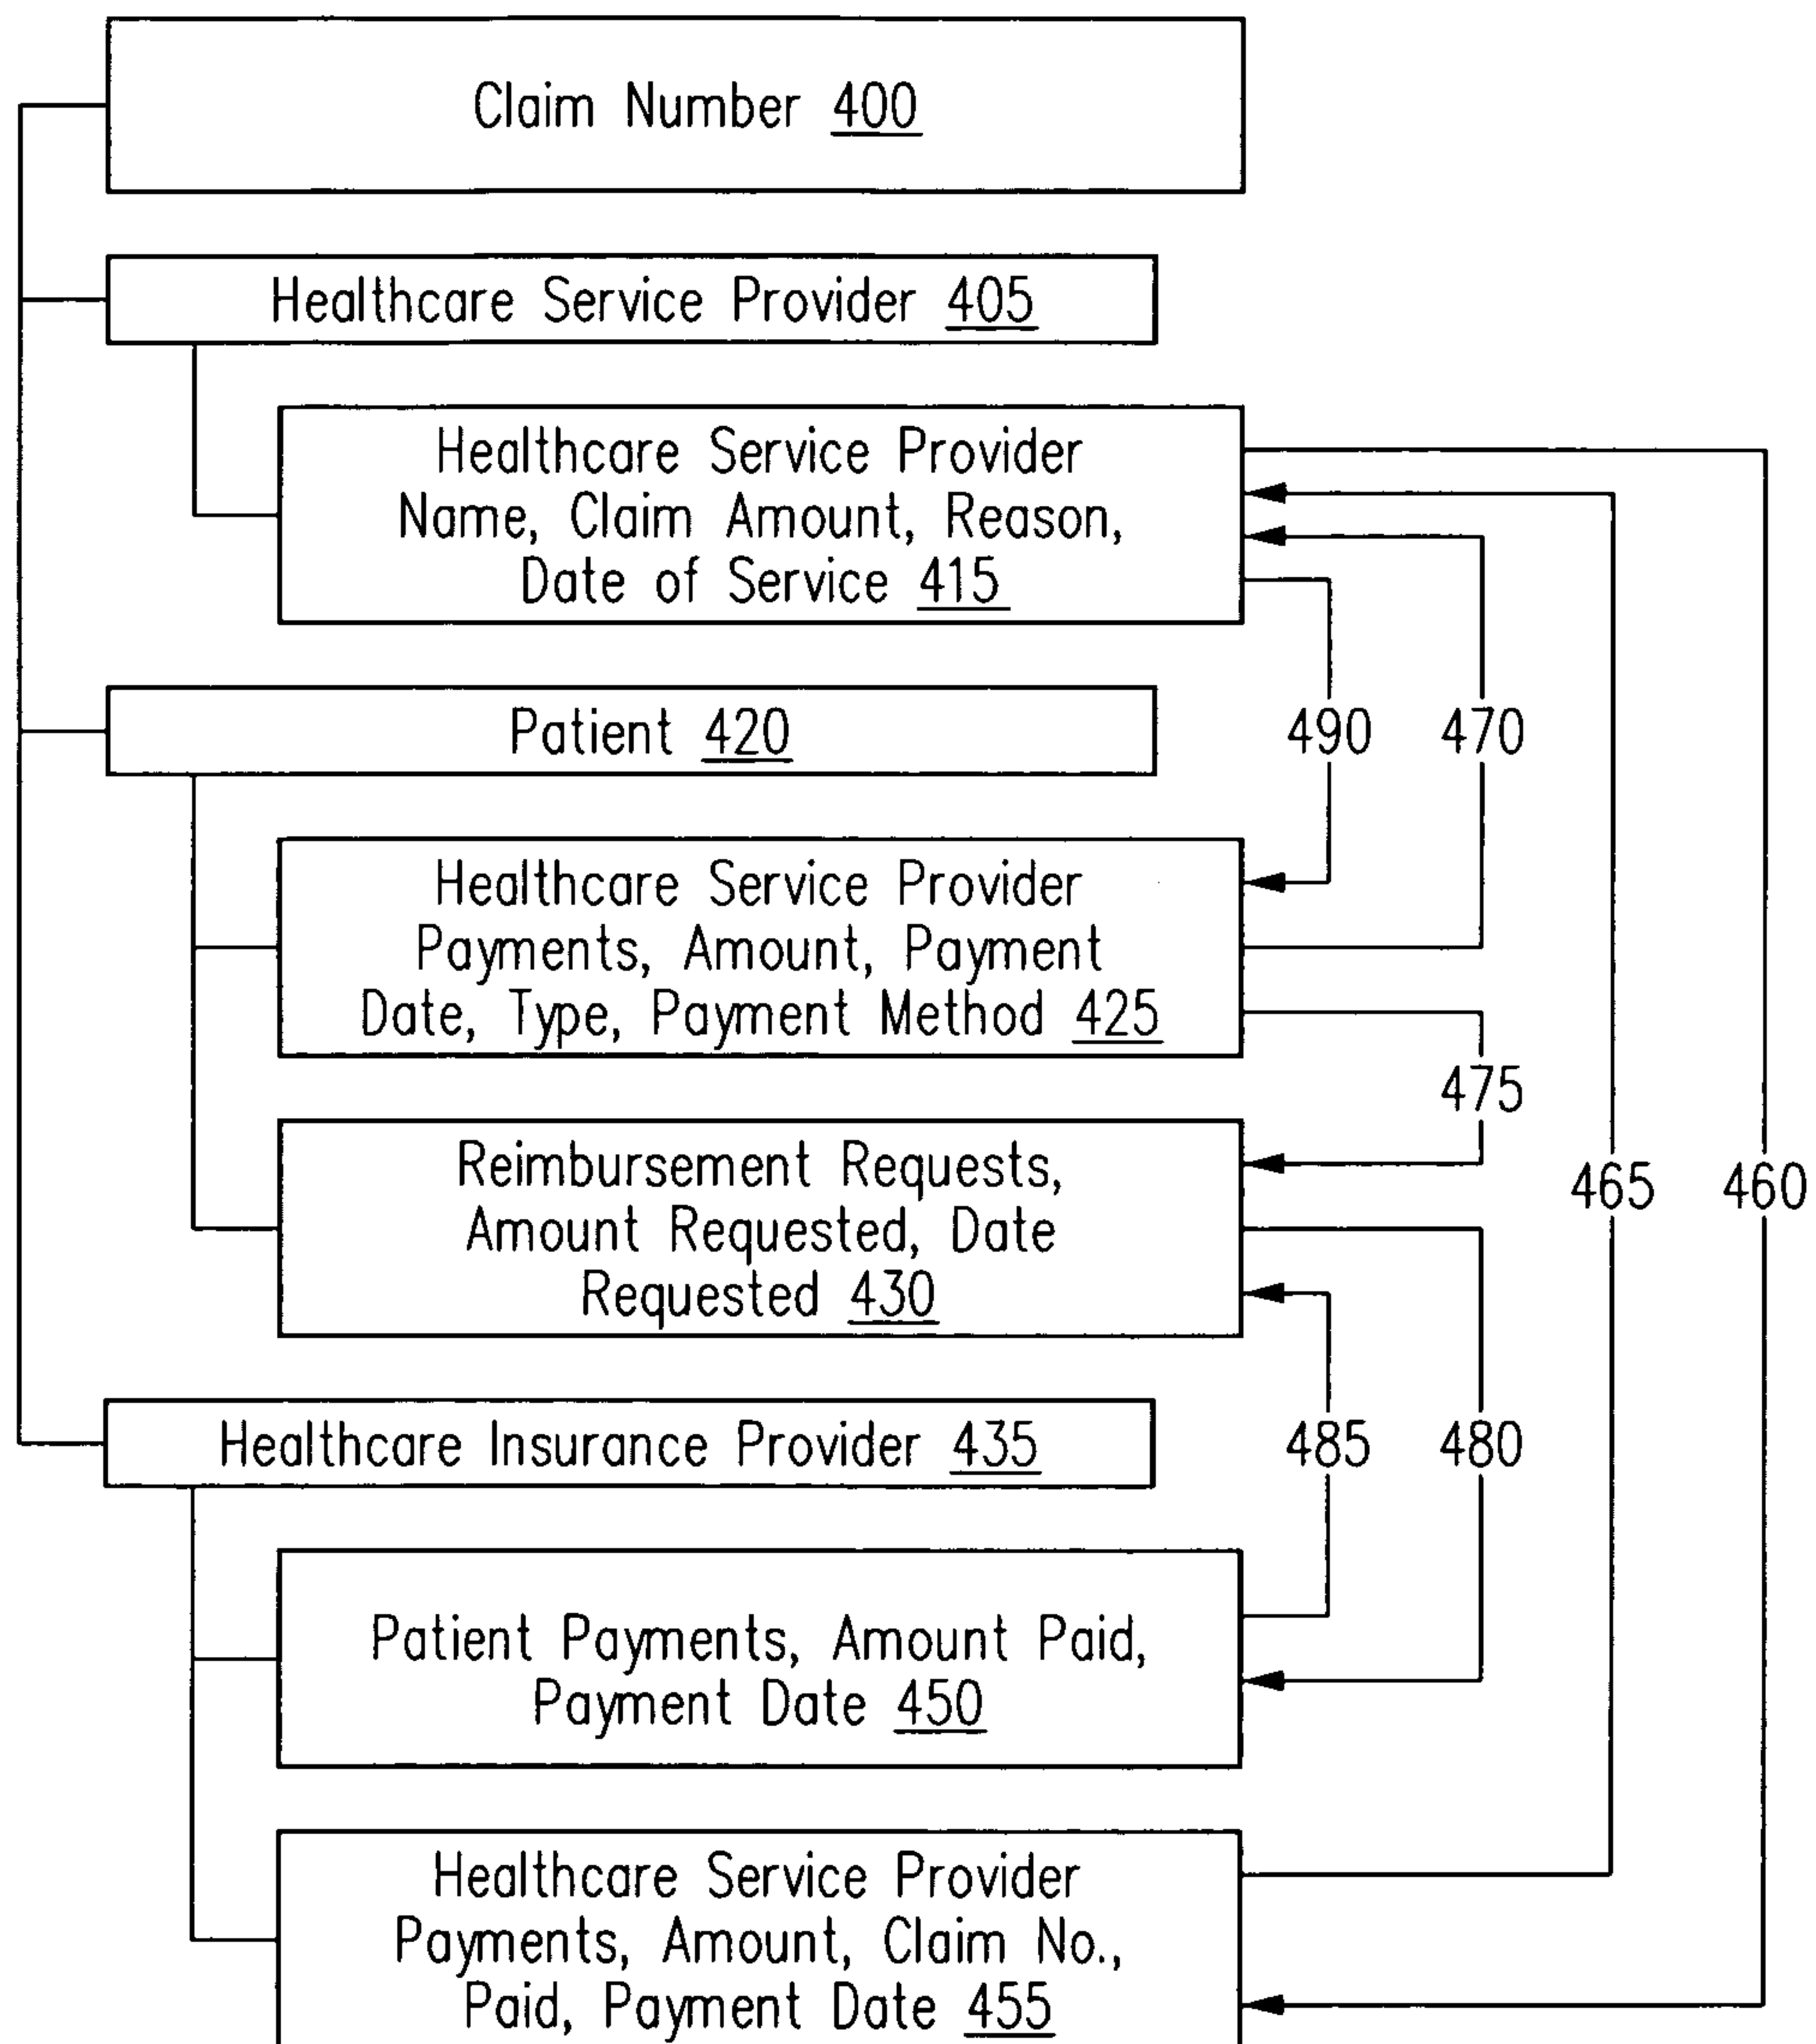 Claim Number 400
Healthcare Service Provider 405
Healthcare Service Provider
Name, Claim Amount, Reason,
Date of Service 415
Patient 420
490
470
Healthcare Service Provider
Payments, Amount, Payment
Date, Type, Payment Method 425
475
Reimbursement Requests,
Amount Requested, Date
Requested 430
465
460
Healthcare Insurance Provider 435
485
480
Patient Payments, Amount Paid,
Payment Date 450
Healthcare Service Provider
Payments, Amount, Claim No.,
Paid, Payment Date 455